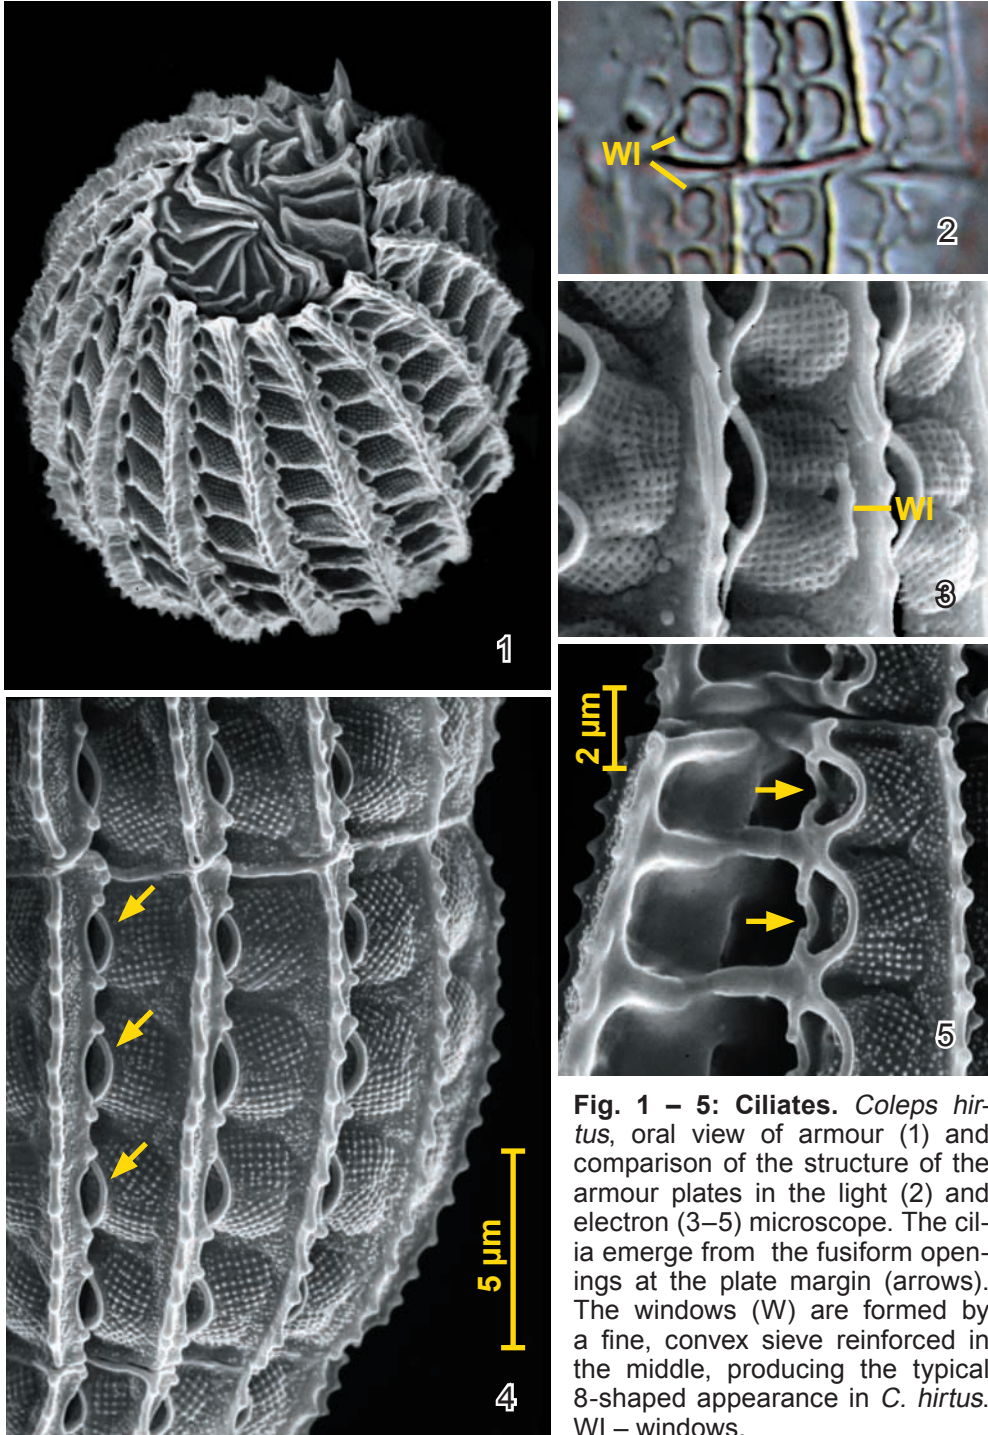 1
WI
2
WI
3
5 µm
4
2 µm
5
Fig. 1 – 5: Ciliates. Coleps hir-
tus, oral view of armour (1) and
comparison of the structure of the
armour plates in the light (2) and
electron (3–5) microscope. The cil-
ia emerge from the fusiform open-
ings at the plate margin (arrows).
The windows (W) are formed by
a fine, convex sieve reinforced in
the middle, producing the typical
8-shaped appearance in C. hirtus.
WI – windows.